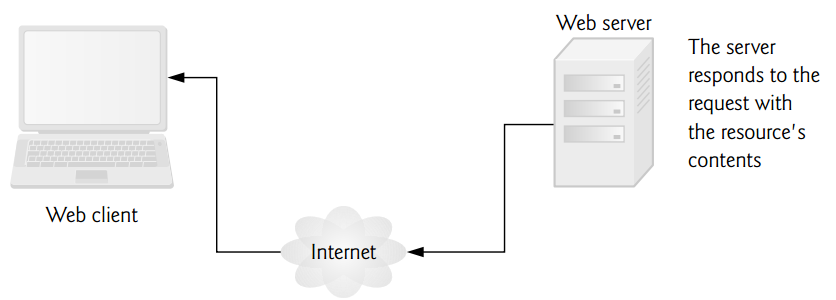 Web server
The server
responds to the
request with
the resource's
contents
Web client
Internet